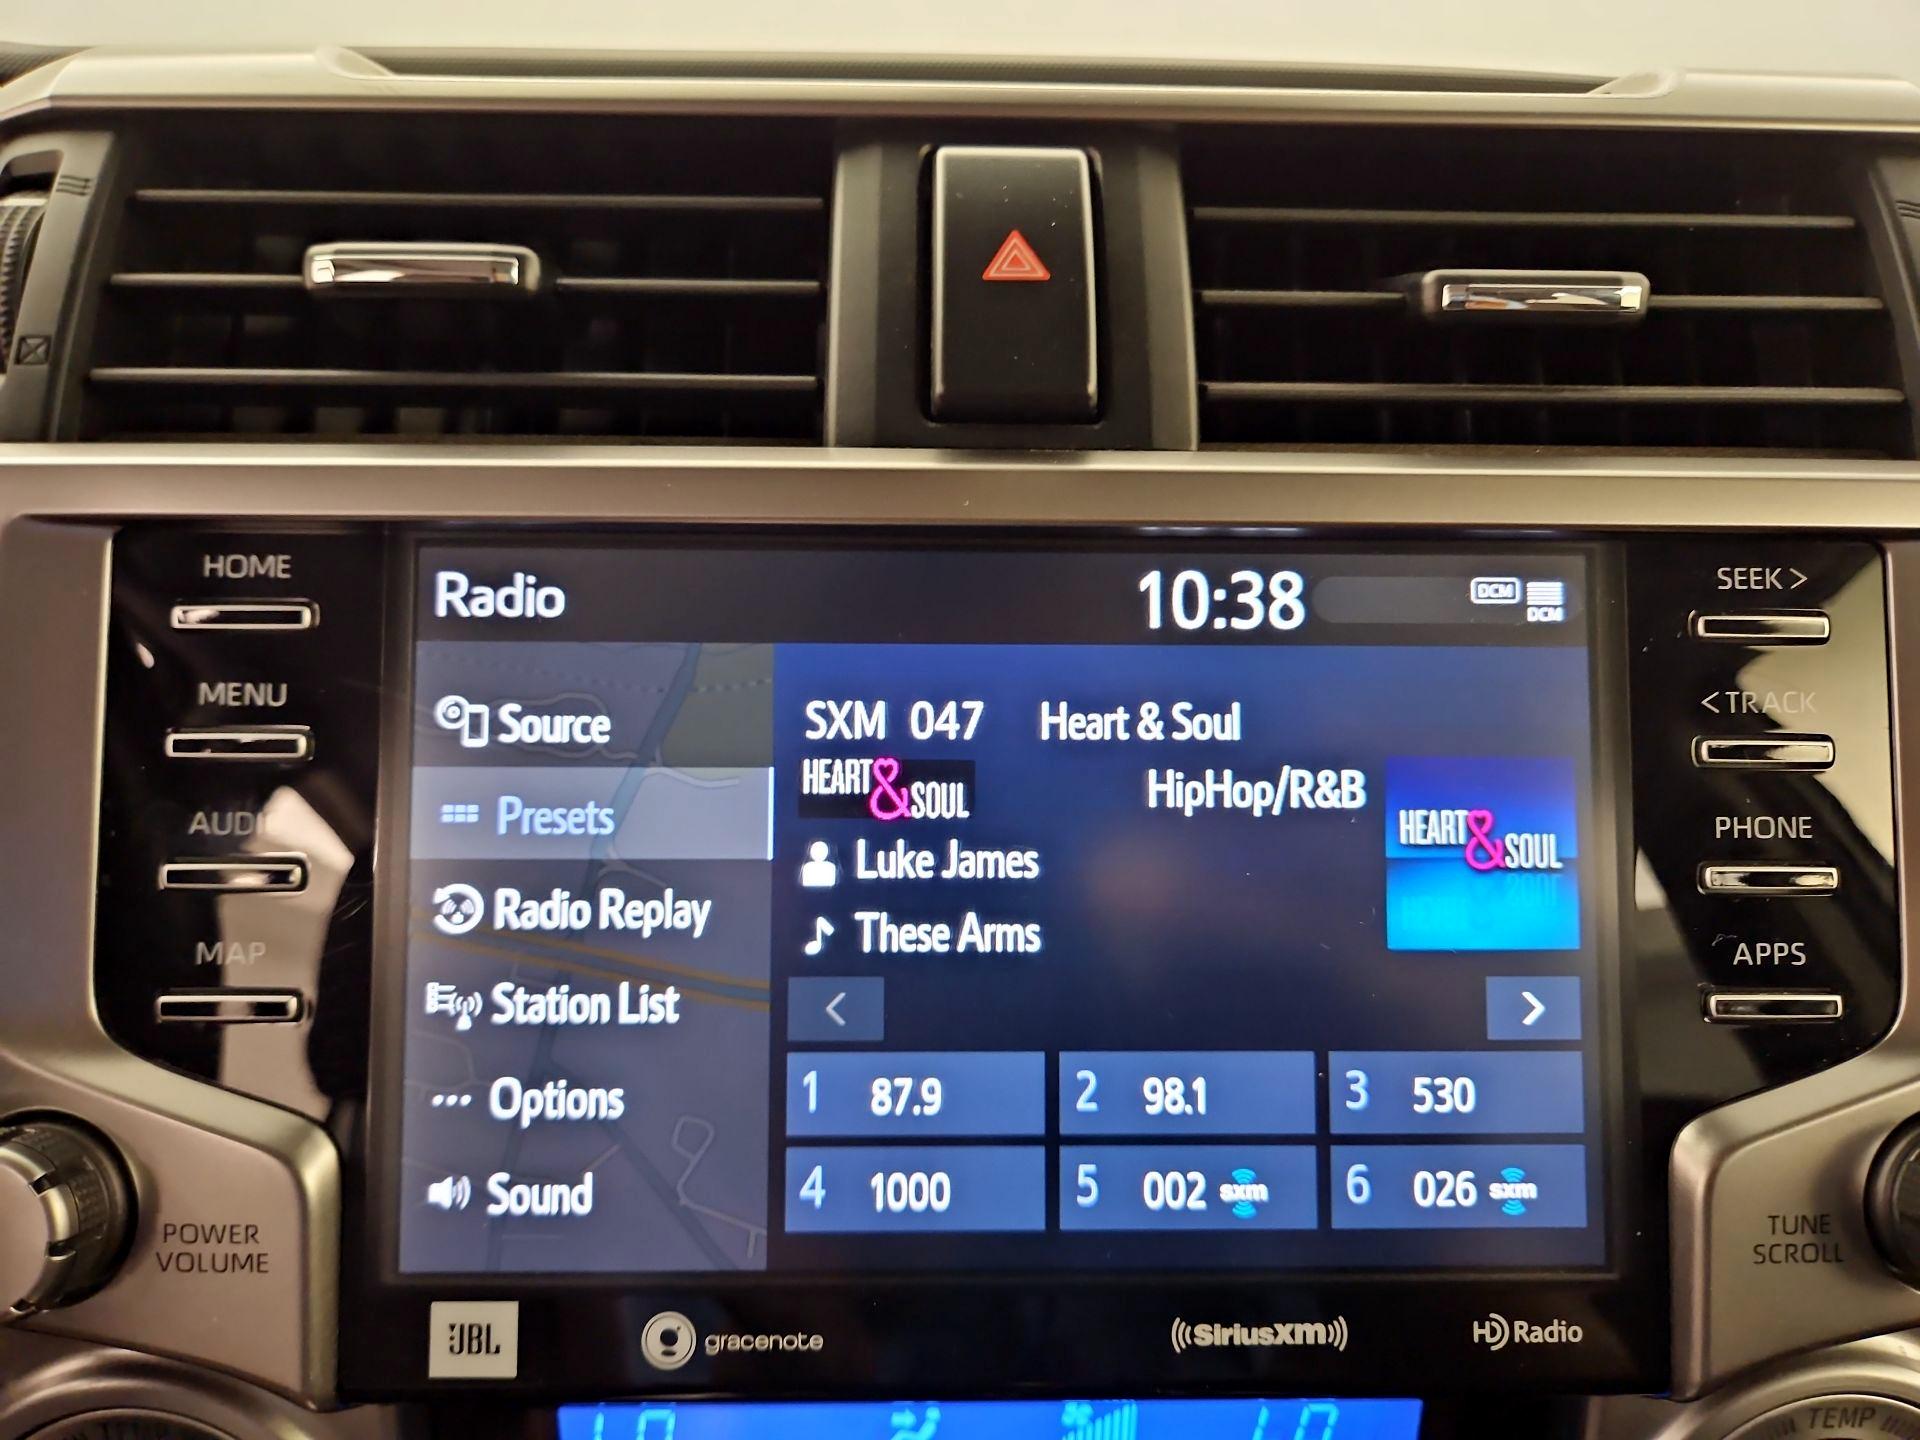 HOME
MENU
AUDIO
MAP
POWER
VOLUME
Radio
10:38
DCM
DCM
Source
Presets
Radio Replay
Station List
Options
Sound
SXM 047 Heart & Soul
HEART & SOUL
HipHop/R&B
HEART & SOUL
Luke James
These Arms
<
>
1 87.9
2 98.1
3 530
4 1000
5 002 sxm
6 026 sxm
SEEK >
< TRACK
PHONE
APPS
TUNE
SCROLL
JBL
gracenote
SiriusXM
HD Radio
TEMP
TEMP